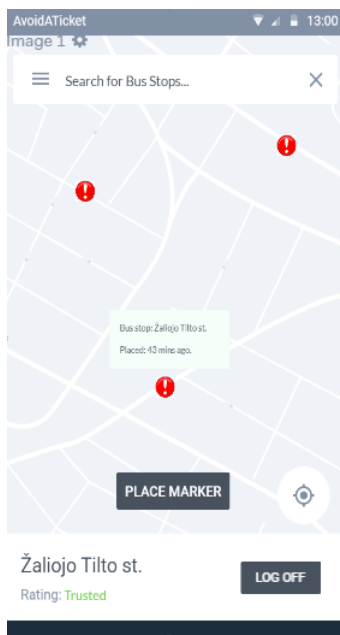 AvoidATicket 13:00
Image 1
Search for Bus Stops...
Bus stop: Žaliojo Tilto st.
Placed: 43 mins ago.
PLACE MARKER
Žaliojo Tilto st.
LOG OFF
Rating: Trusted